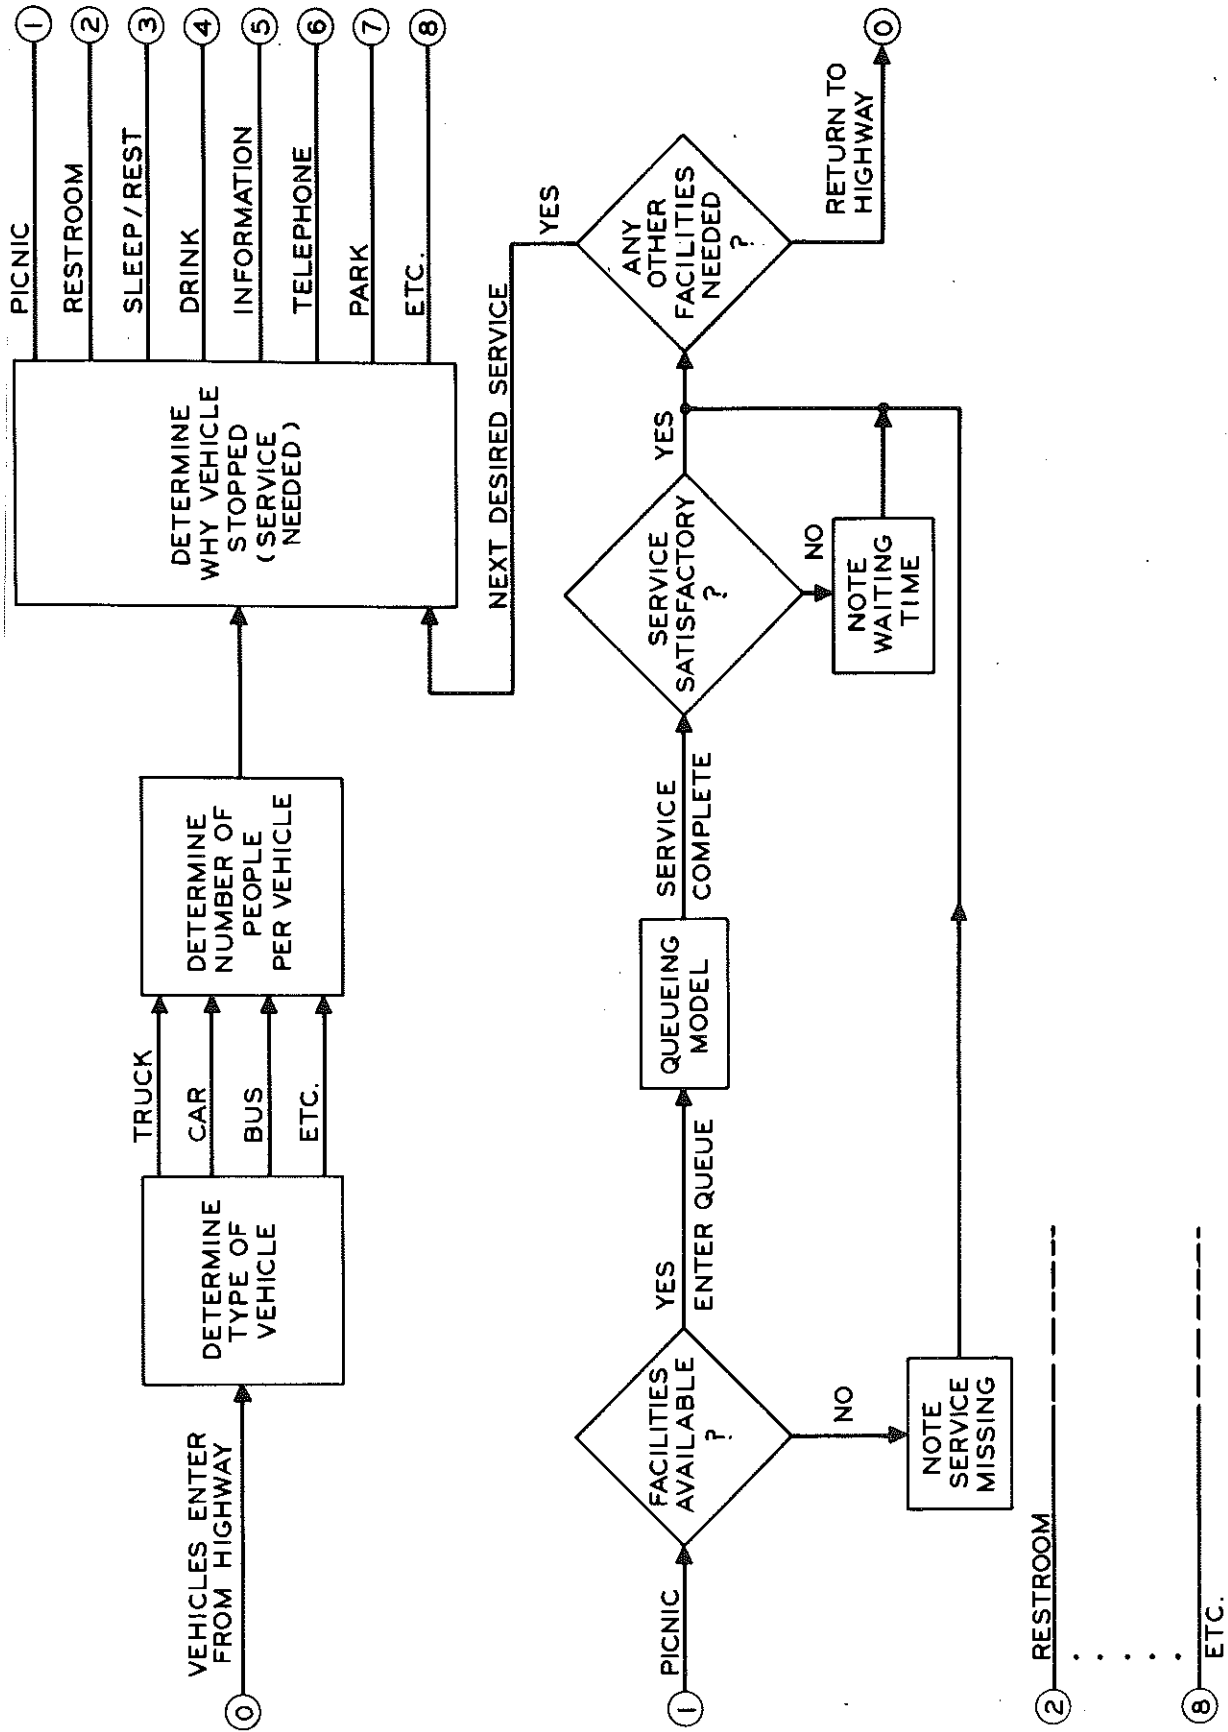 0
VEHICLES ENTER
FROM HIGHWAY
DETERMINE
TYPE OF
VEHICLE
TRUCK
CAR
BUS
ETC.
DETERMINE
NUMBER OF
PEOPLE
PER VEHICLE
DETERMINE
WHY VEHICLE
STOPPED
(SERVICE
NEEDED)
PICNIC
1
RESTROOM
2
SLEEP/REST
3
DRINK
4
INFORMATION
5
TELEPHONE
6
PARK
7
ETC.
8
NEXT DESIRED SERVICE
YES
1
PICNIC
FACILITIES
AVAILABLE
?
YES
ENTER QUEUE
QUEUEING
MODEL
SERVICE
COMPLETE
SERVICE
SATISFACTORY
?
YES
ANY
OTHER
FACILITIES
NEEDED
?
RETURN TO
HIGHWAY
0
NO
NOTE
WAITING
TIME
NO
NOTE
SERVICE
MISSING
2
RESTROOM
8
ETC.